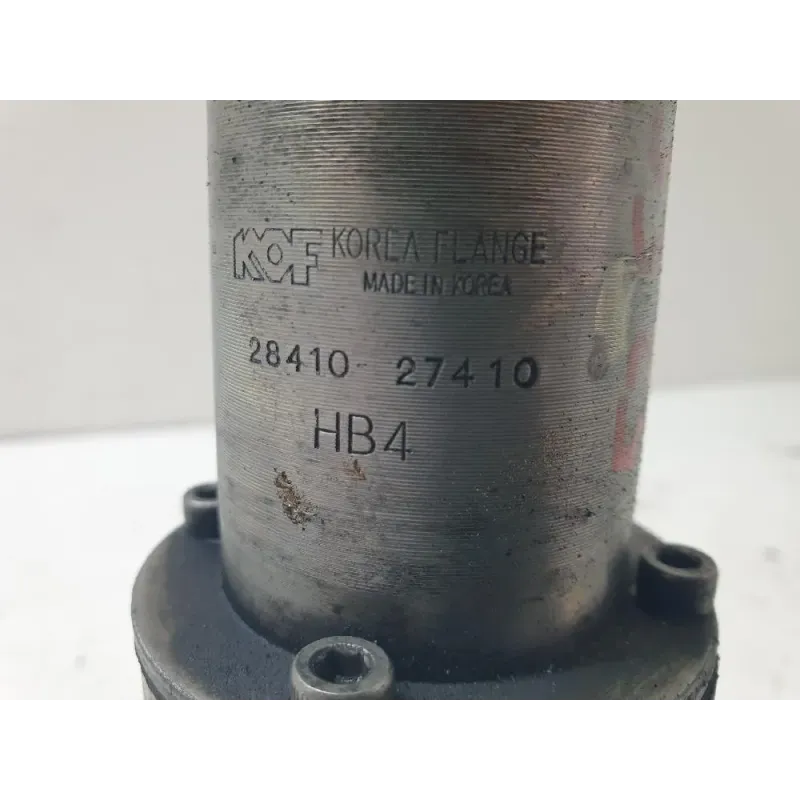 KOF KOREA FLANGE
MADE IN KOREA
28410 27410
HB4